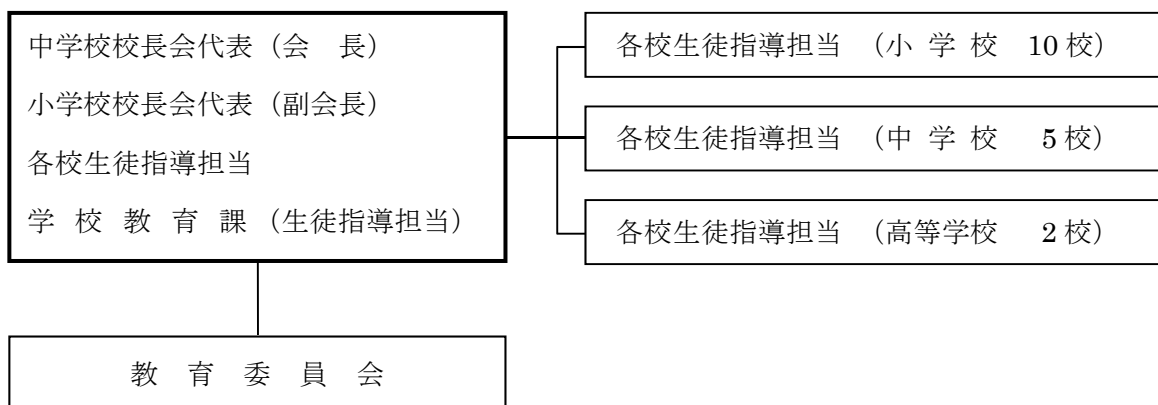 中学校校長会代表（会　長）
小学校校長会代表（副会長）
各校生徒指導担当
学 校 教 育 課（生徒指導担当）
各校生徒指導担当　（小 学 校　10 校）
各校生徒指導担当　（中 学 校　 5 校）
各校生徒指導担当　（高等学校　 2 校）
教　育　委　員　会